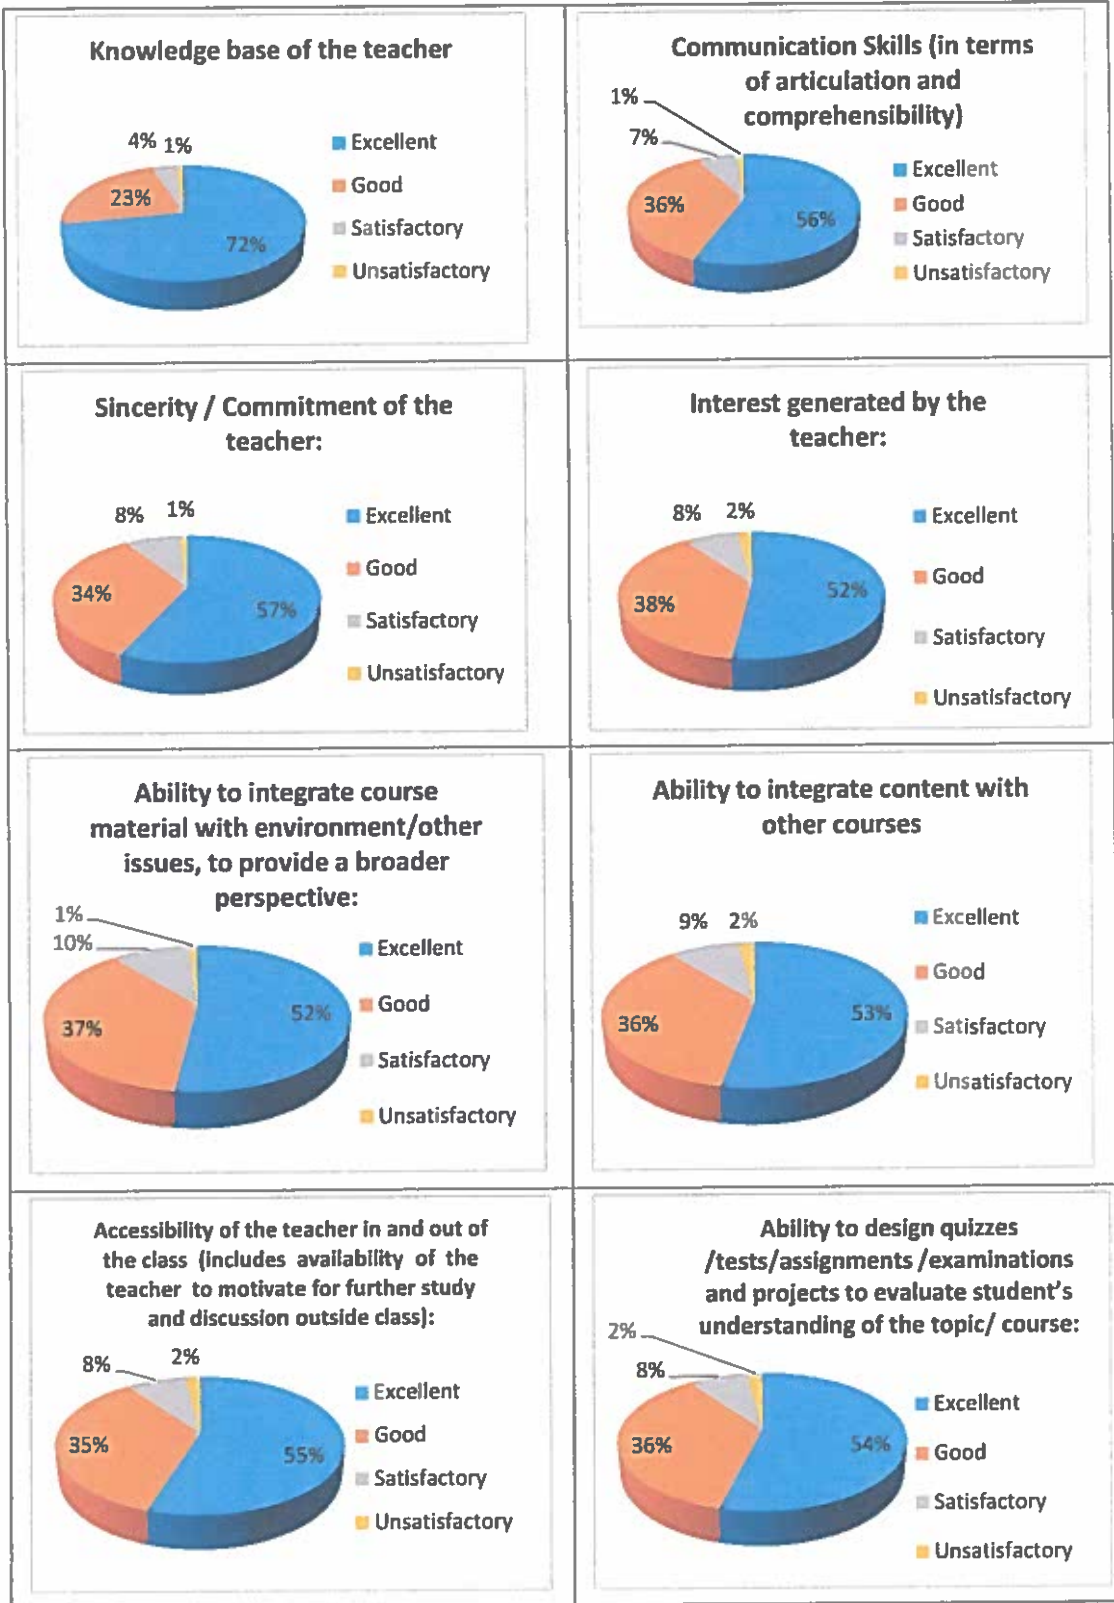 Knowledge base of the teacher
4% 1%
23%
72%
Excellent
Good
Satisfactory
Unsatisfactory
Communication Skills (in terms
of articulation and
comprehensibility)
1%
7%
36%
56%
Excellent
Good
Satisfactory
Unsatisfactory
Sincerity / Commitment of the
teacher:
8% 1%
34%
57%
Excellent
Good
Satisfactory
Unsatisfactory
Interest generated by the
teacher:
8% 2%
38%
52%
Excellent
Good
Satisfactory
Unsatisfactory
Ability to integrate course
material with environment/other
issues, to provide a broader
perspective:
1%
10%
37%
52%
Excellent
Good
Satisfactory
Unsatisfactory
Ability to integrate content with
other courses
9% 2%
36%
53%
Excellent
Good
Satisfactory
Unsatisfactory
Accessibility of the teacher in and out of
the class (includes availability of the
teacher to motivate for further study
and discussion outside class):
8% 2%
35%
55%
Excellent
Good
Satisfactory
Unsatisfactory
Ability to design quizzes
/tests/assignments /examinations
and projects to evaluate student's
understanding of the topic/ course:
2%
8%
36%
54%
Excellent
Good
Satisfactory
Unsatisfactory